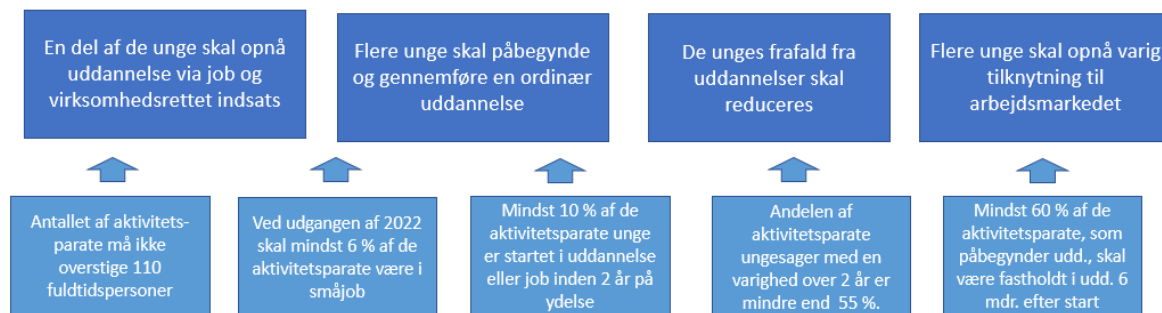 En del af de unge skal opnå
uddannelse via job og
virksomhedsrettet indsats
Flere unge skal påbegynde
og gennemføre en ordinær
uddannelse
De unges frafald fra
uddannelser skal
reduceres
Flere unge skal opnå varig
tilknytning til
arbejdsmarkedet
Antallet af aktivitets-
parate må ikke
overstige 110
fuldtidspersoner
Ved udgangen af 2022
skal mindst 6 % af de
aktivitetsparate være i
småjob
Mindst 10 % af de
aktivitetsparate unge
er startet i uddannelse
eller job inden 2 år på
ydelse
Andelen af
aktivitetsparate
ungesager med en
varighed over 2 år er
mindre end  55 %.
Mindst 60 % af de
aktivitetsparate, som
påbegynder udd., skal
være fastholdt i udd. 6
mdr. efter start